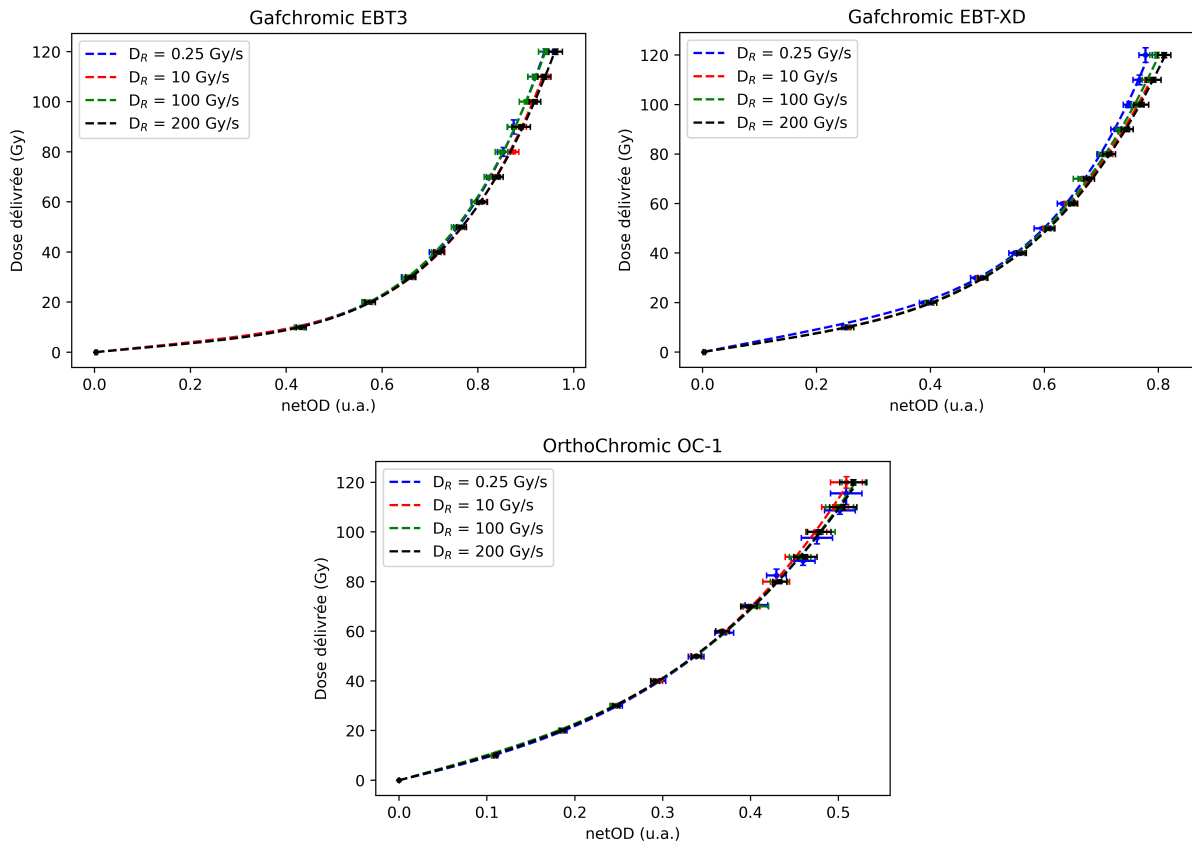 Gafchromic EBT3
D_R = 0.25 Gy/s
D_R = 10 Gy/s
D_R = 100 Gy/s
D_R = 200 Gy/s
Dose délivrée (Gy)
120
100
80
60
40
20
0
0.0 0.2 0.4 0.6 0.8 1.0
netOD (u.a.)
Gafchromic EBT-XD
D_R = 0.25 Gy/s
D_R = 10 Gy/s
D_R = 100 Gy/s
D_R = 200 Gy/s
Dose délivrée (Gy)
120
100
80
60
40
20
0
0.0 0.2 0.4 0.6 0.8
netOD (u.a.)
OrthoChromic OC-1
D_R = 0.25 Gy/s
D_R = 10 Gy/s
D_R = 100 Gy/s
D_R = 200 Gy/s
Dose délivrée (Gy)
120
100
80
60
40
20
0
0.0 0.1 0.2 0.3 0.4 0.5
netOD (u.a.)